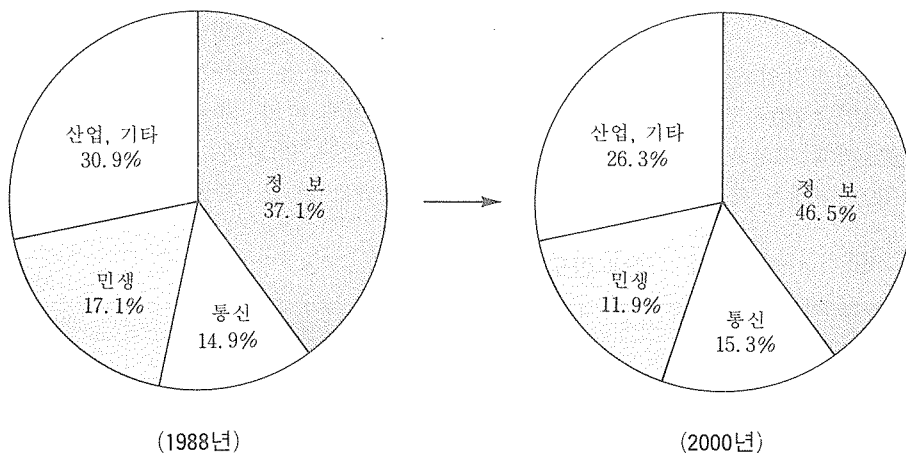 산업, 기타
30.9%
정 보
37.1%
민생
17.1%
통신
14.9%
(1988년)
산업, 기타
26.3%
정 보
46.5%
민생
11.9%
통신
15.3%
(2000년)